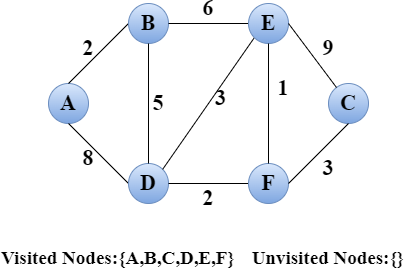 6
B E
2 9
5 3 1
A C
8 3
D F
2
Visited Nodes:{A,B,C,D,E,F} Unvisited Nodes:{}